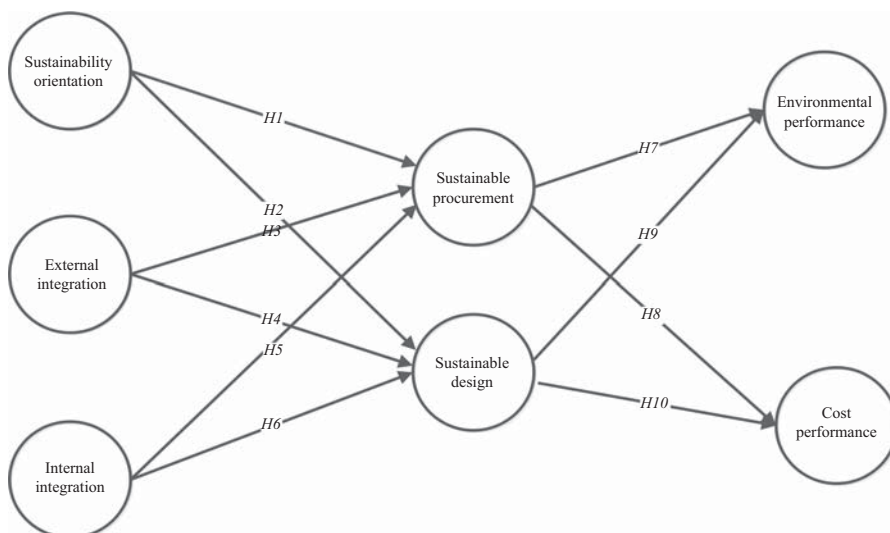 Sustainability
orientation
External
integration
Internal
integration
H1
H2
H3
H4
H5
H6
Sustainable
procurement
Sustainable
design
H7
H9
H8
H10
Environmental
performance
Cost
performance